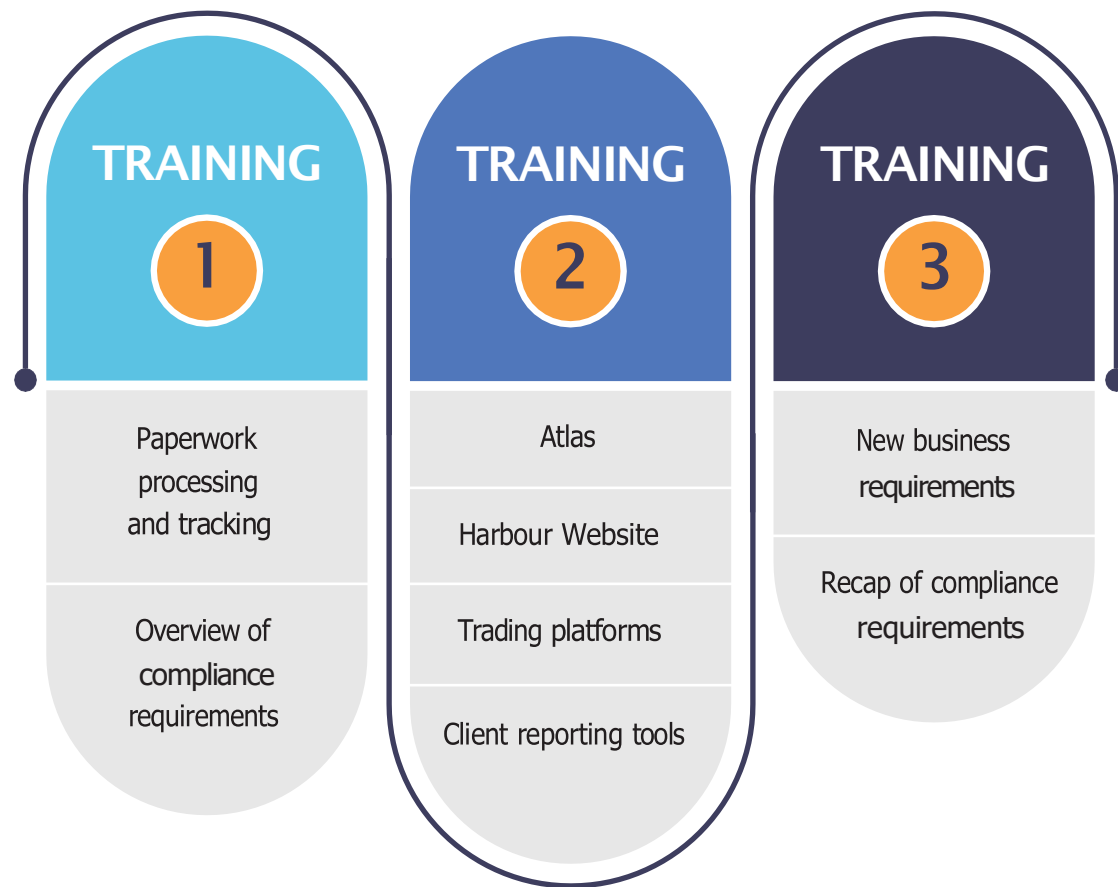 TRAINING
1
Paperwork
processing
and tracking
Overview of
compliance
requirements
TRAINING
2
Atlas
Harbour Website
Trading platforms
Client reporting tools
TRAINING
3
New business
requirements
Recap of compliance
requirements